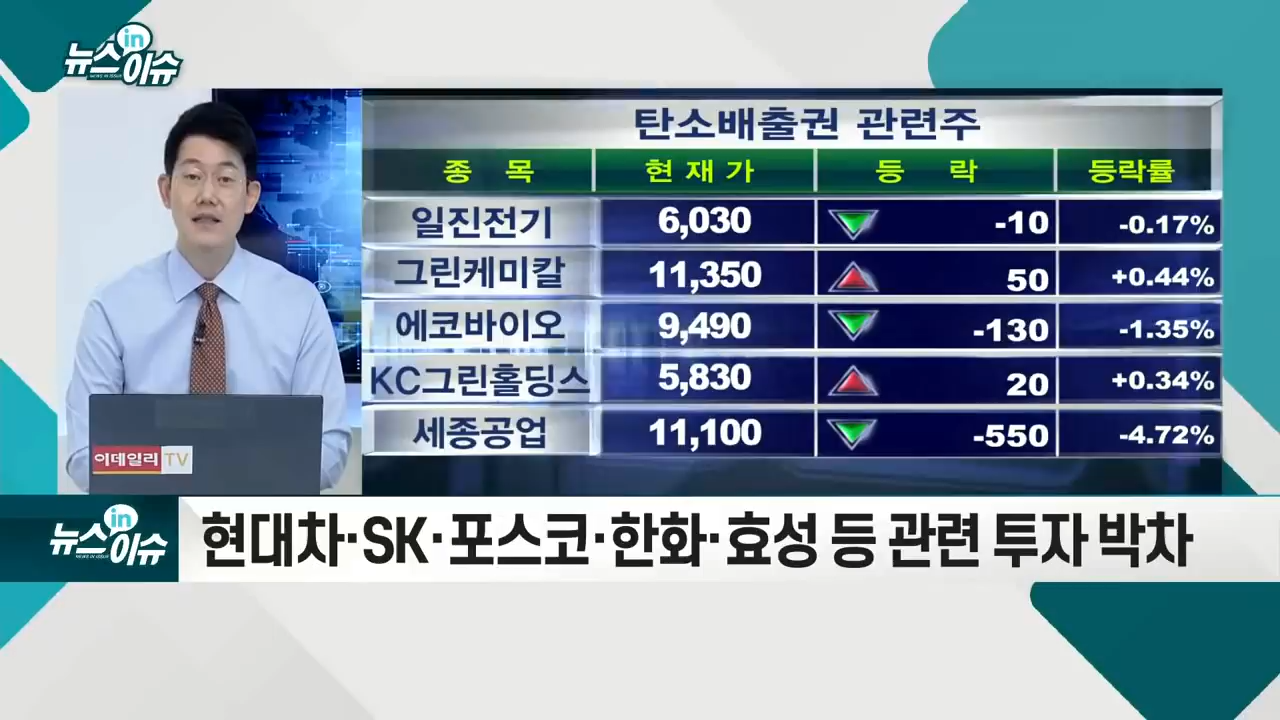 뉴스in이슈
탄소배출권 관련주
종 목 현재가 등 락 등락률
일진전기 6,030 -10 -0.17%
그린케미칼 11,350 50 +0.44%
에코바이오 9,490 -130 -1.35%
KC그린홀딩스 5,830 20 +0.34%
세종공업 11,100 -550 -4.72%
이데일리TV
뉴스in이슈
NEWS IN ISSUE
현대차·SK·포스코·한화·효성 등 관련 투자 박차